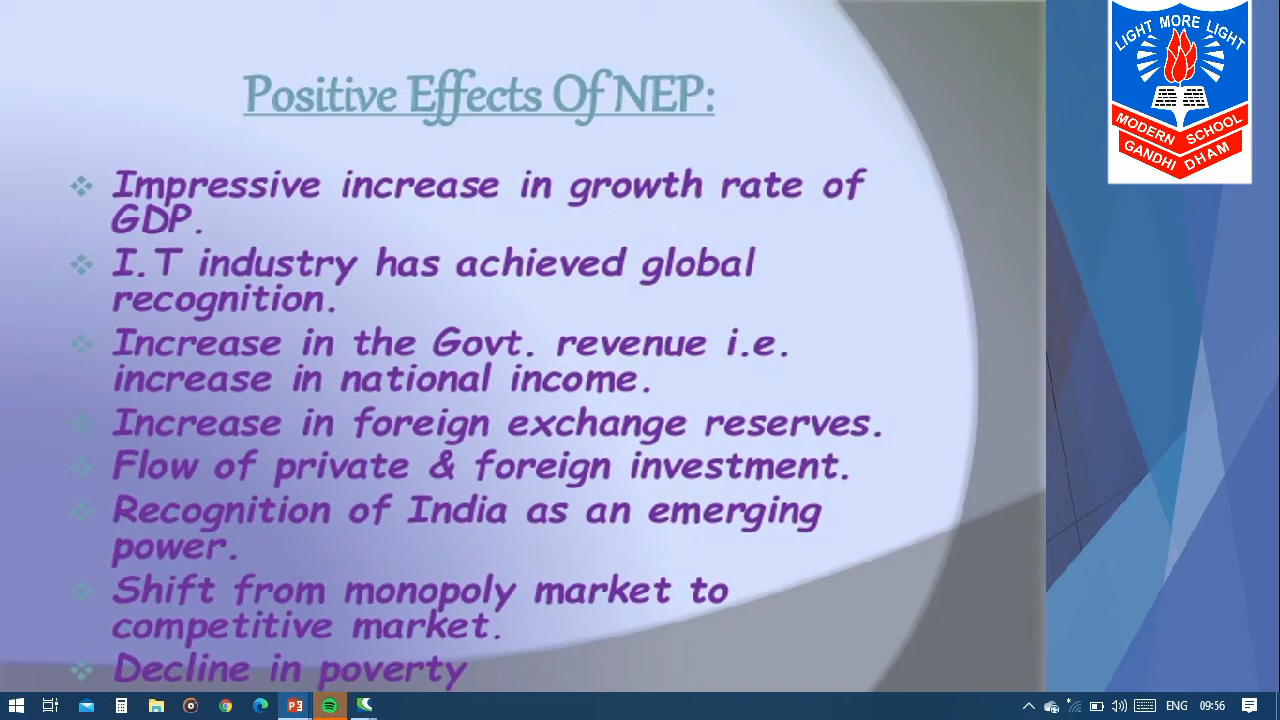 Positive Effects Of NEP:
Impressive increase in growth rate of
GDP.
I.T industry has achieved global
recognition.
Increase in the Govt. revenue i.e.
increase in national income.
Increase in foreign exchange reserves.
Flow of private & foreign investment.
Recognition of India as an emerging
power.
Shift from monopoly market to
competitive market.
Decline in poverty
LIGHT MORE LIGHT
MODERN SCHOOL
GANDHI DHAM
ENG
09:56